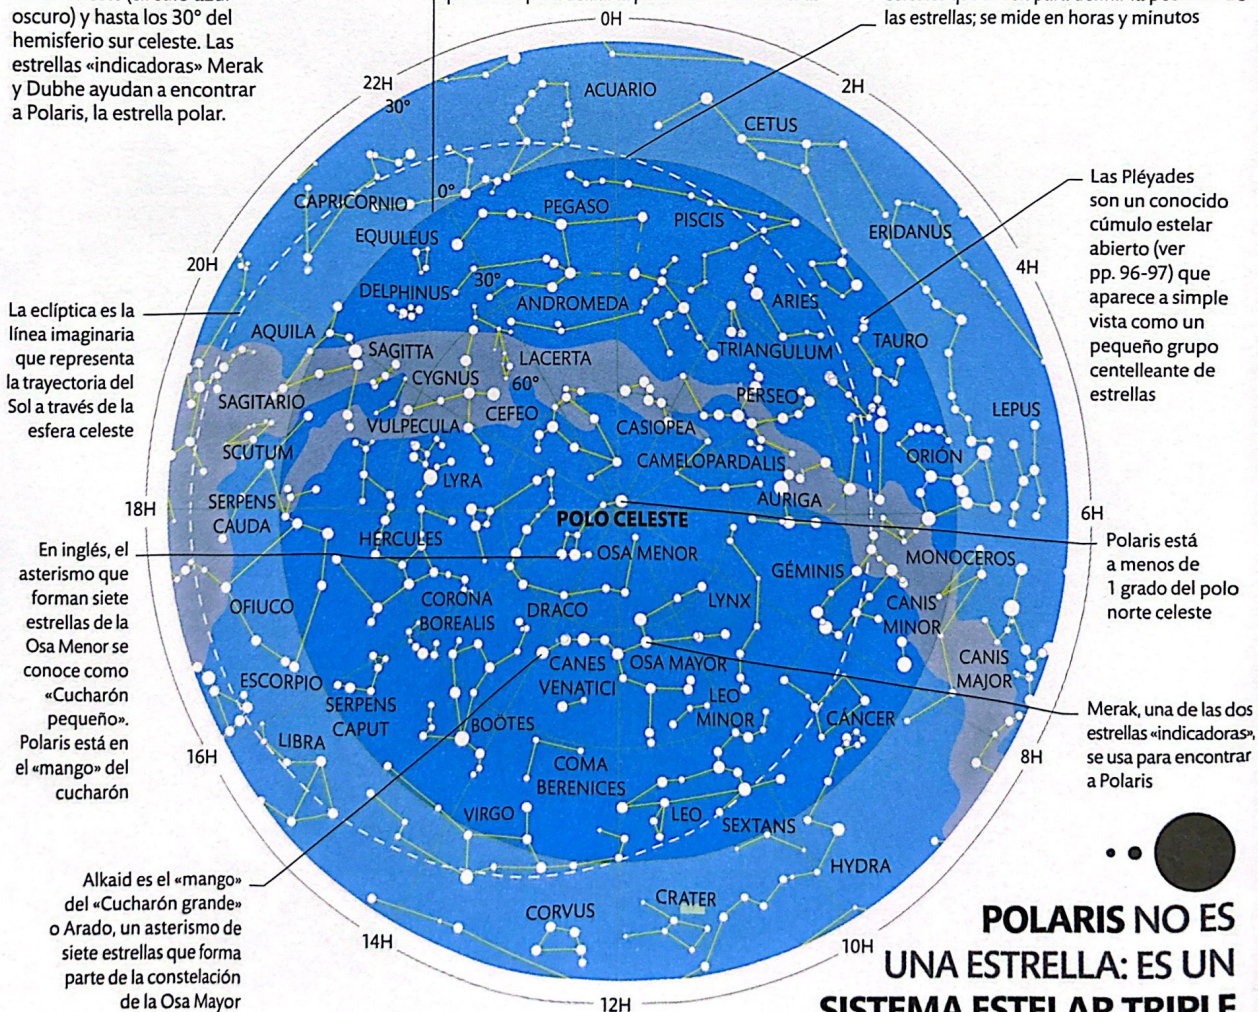 oscuro) y hasta los 30° del
hemisferio sur celeste. Las
estrellas «indicadoras» Merak
y Dubhe ayudan a encontrar
a Polaris, la estrella polar.
las estrellas; se mide en horas y minutos
0H
22H
2H
30°
ACUARIO
CETUS
Las Pléyades
son un conocido
cúmulo estelar
abierto (ver
pp. 96-97) que
aparece a simple
vista como un
pequeño grupo
centelleante de
estrellas
0°
CAPRICORNIO
PEGASO
PISCIS
EQUULEUS
ERIDANUS
20H
4H
30°
DELPHINUS
ANDROMEDA
ARIES
La eclíptica es la
línea imaginaria
que representa
la trayectoria del
Sol a través de la
esfera celeste
AQUILA
SAGITTA
LACERTA
TRIANGULUM
TAURO
CYGNUS
60°
SAGITARIO
PERSEO
CEFEO
LEPUS
VULPECULA
CASIOPEA
SCUTUM
ORIÓN
CAMELOPARDALIS
LYRA
AURIGA
SERPENS
CAUDA
18H
POLO CELESTE
6H
HÉRCULES
En inglés, el
asterismo que
forman siete
estrellas de la
Osa Menor se
conoce como
«Cucharón
pequeño».
Polaris está en
el «mango» del
cucharón
OSA MENOR
MONOCEROS
GÉMINIS
Polaris está
a menos de
1 grado del polo
norte celeste
OFIUCO
CORONA
BOREALIS
DRACO
LYNX
CANIS
MINOR
CANES
VENATICI
OSA MAYOR
CANIS
MAJOR
ESCORPIO
SERPENS
CAPUT
LEO
MINOR
CÁNCER
BOÖTES
Merak, una de las dos
estrellas «indicadoras»,
se usa para encontrar
a Polaris
LIBRA
16H
8H
COMA
BERENICES
VIRGO
LEO
SEXTANS
HYDRA
Alkaid es el «mango»
del «Cucharón grande»
o Arado, un asterismo de
siete estrellas que forma
parte de la constelación
de la Osa Mayor
CORVUS
CRATER
14H
10H
12H
POLARIS NO ES
UNA ESTRELLA: ES UN
SISTEMA ESTELAR TRIPLE